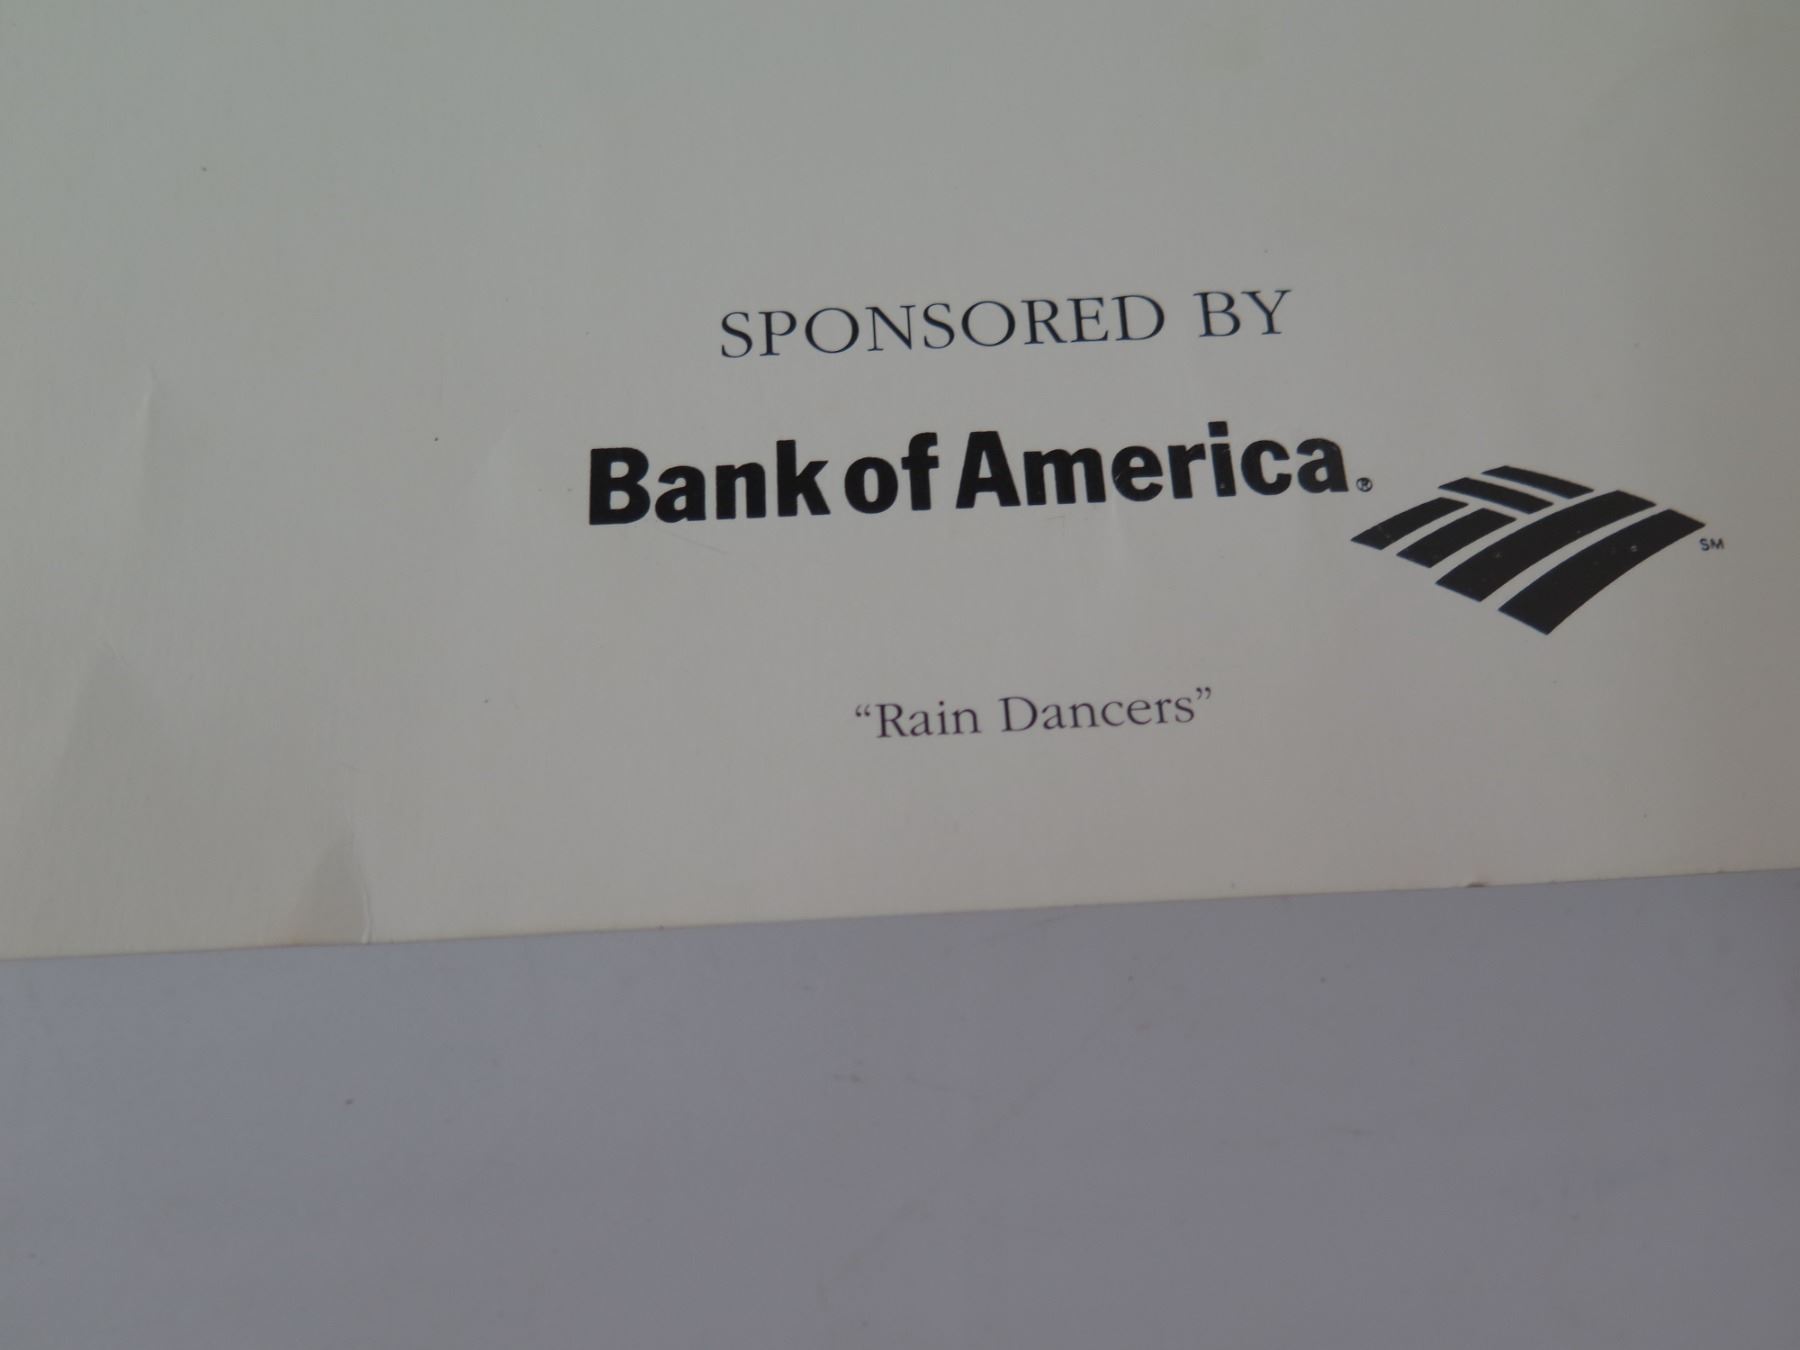 SPONSORED BY
Bank of America®
SM
“Rain Dancers”